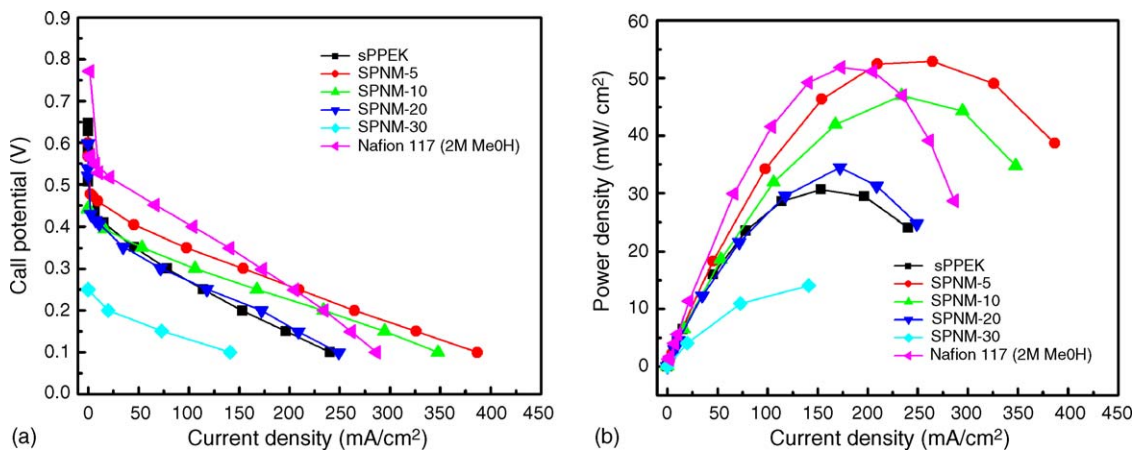 0.9
0.8
0.7
0.6
0.5
0.4
0.3
0.2
0.1
0.0
Call potential (V)
sPPEK
SPNM-5
SPNM-10
SPNM-20
SPNM-30
Nafion 117 (2M Me0H)
0 50 100 150 200 250 300 350 400 450
(a)
Current density (mA/cm²)
60
50
40
30
20
10
0
Power density (mW/ cm²)
sPPEK
SPNM-5
SPNM-10
SPNM-20
SPNM-30
Nafion 117 (2M Me0H)
0 50 100 150 200 250 300 350 400 450
(b)
Current density (mA/cm²)